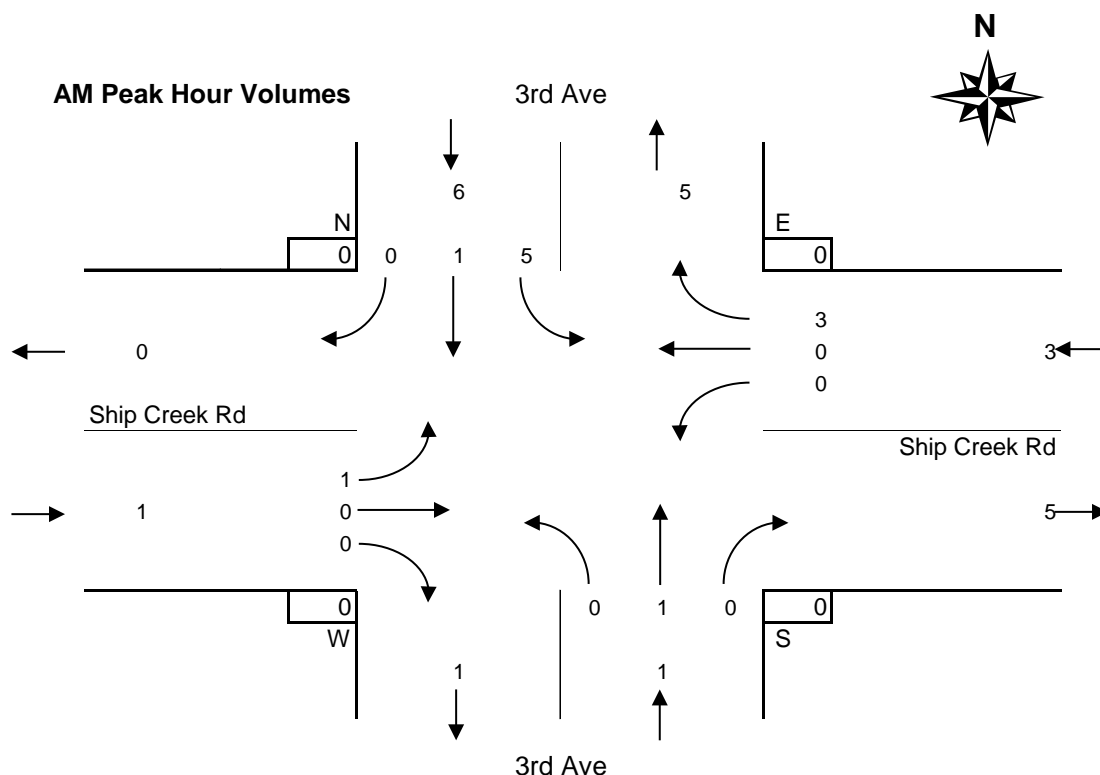 N
AM Peak Hour Volumes 3rd Ave
6 5
N E
0 0 1 5 0
3
0 0 3
0
Ship Creek Rd
Ship Creek Rd
1
1 0 5
0
0 0 1 0 0
W S
1 1
3rd Ave